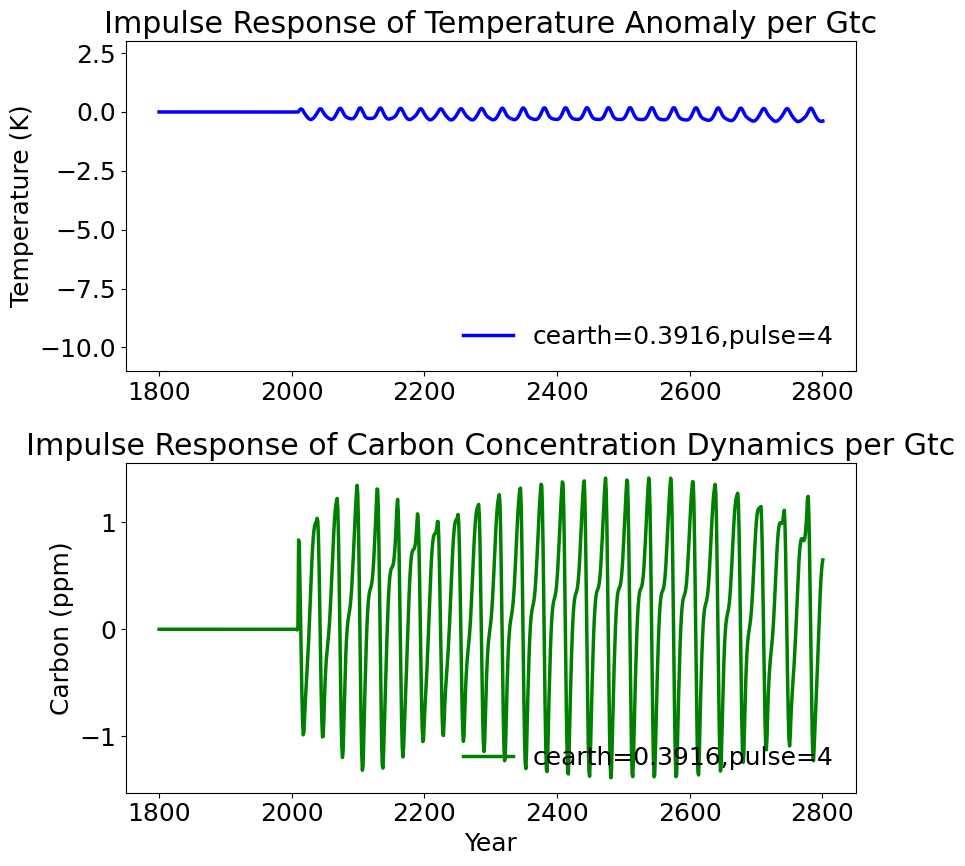 Impulse Response of Temperature Anomaly per Gtc
2.5
0.0
−2.5
−5.0
−7.5
−10.0
Temperature (K)
cearth=0.3916,pulse=4
1800 2000 2200 2400 2600 2800
Impulse Response of Carbon Concentration Dynamics per Gtc
1
0
−1
Carbon (ppm)
cearth=0.3916,pulse=4
1800 2000 2200 2400 2600 2800
Year